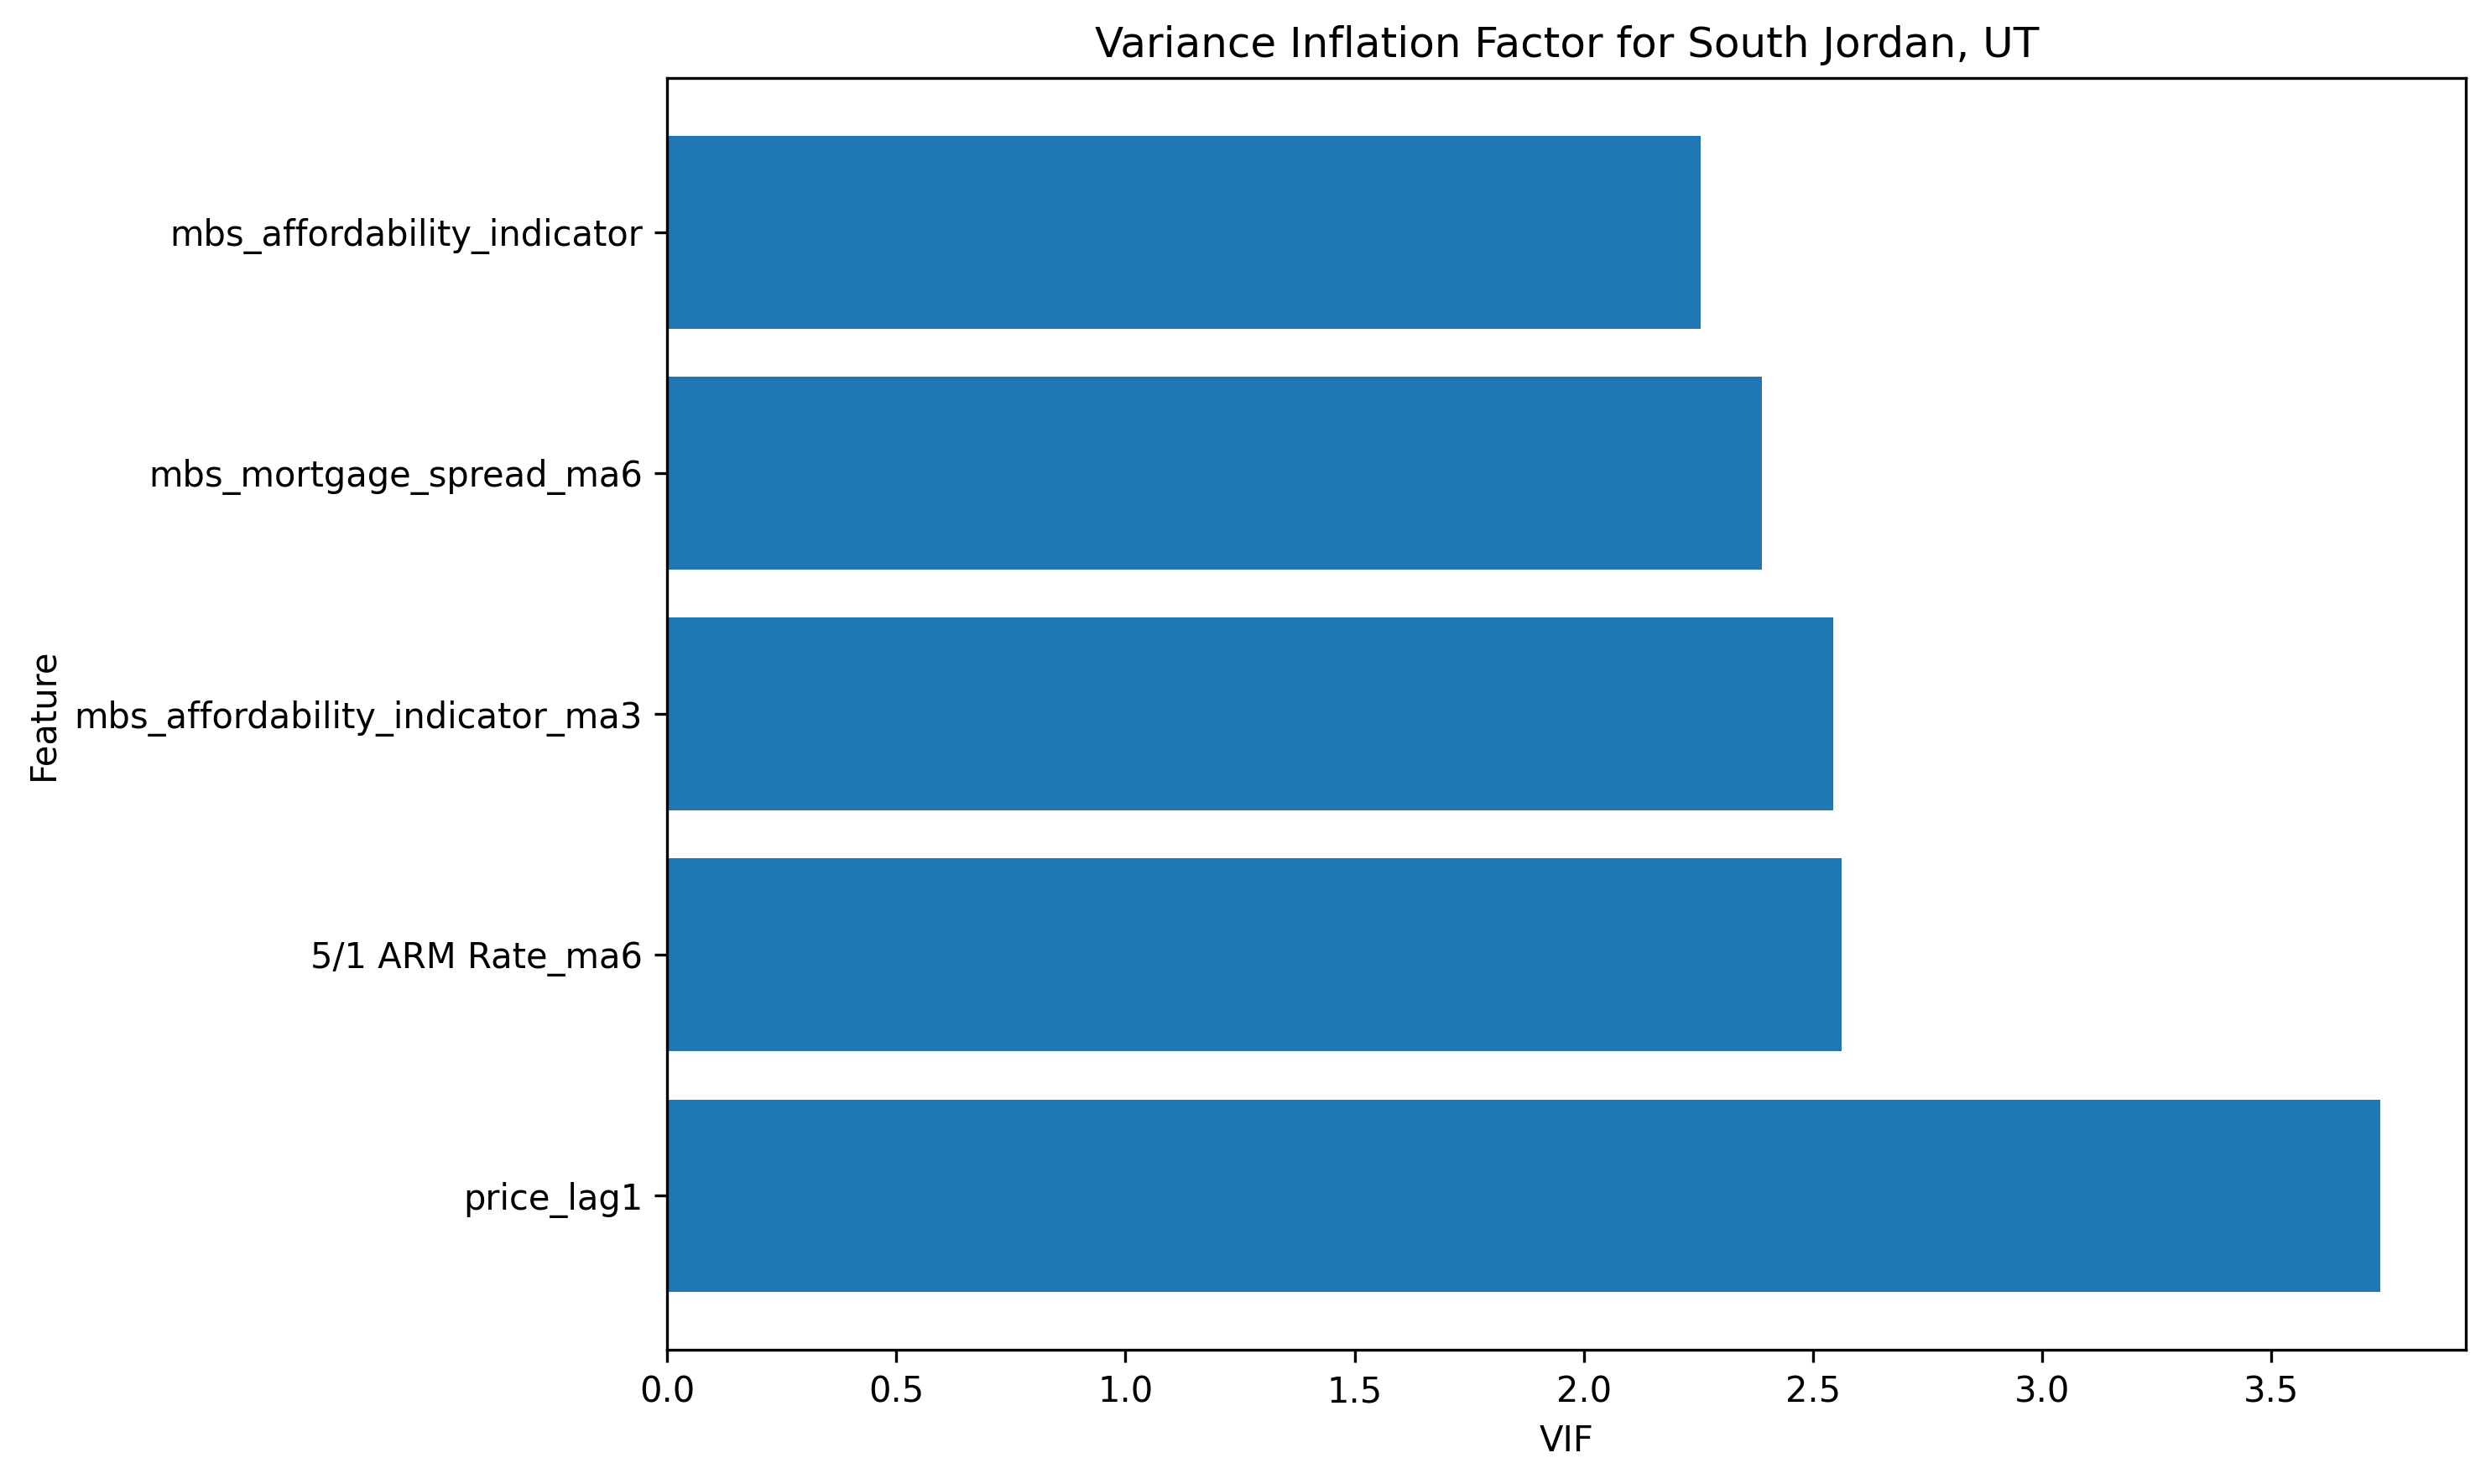 Variance Inflation Factor for South Jordan, UT
mbs_affordability_indicator
mbs_mortgage_spread_ma6
mbs_affordability_indicator_ma3
5/1 ARM Rate_ma6
price_lag1
Feature
0.0 0.5 1.0 1.5 2.0 2.5 3.0 3.5
VIF